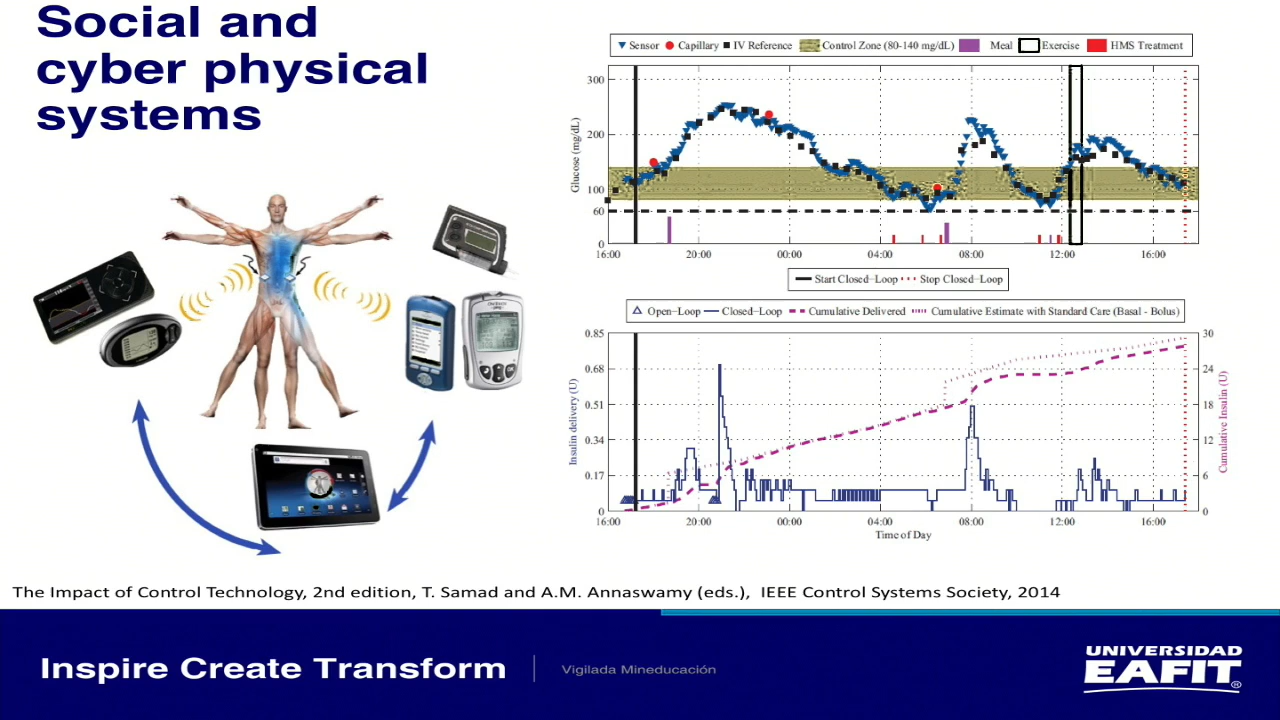 Social and
cyber physical
systems
Sensor Capillary IV Reference Control Zone (80-140 mg/dL) Meal Exercise HMS Treatment
Glucose (mg/dL)
300
200
100
60
0
16:00 20:00 00:00 04:00 08:00 12:00 16:00
Start Closed-Loop Stop Closed-Loop
Open-Loop Closed-Loop Cumulative Delivered Cumulative Estimate with Standard Care (Basal - Bolus)
Insulin delivery (U)
0.85
0.68
0.51
0.34
0.17
0
Cumulative Insulin (U)
30
24
18
12
6
0
16:00 20:00 00:00 04:00 08:00 12:00 16:00
Time of Day
The Impact of Control Technology, 2nd edition, T. Samad and A.M. Annaswamy (eds.), IEEE Control Systems Society, 2014
Inspire Create Transform
Vigilada Mineducación
UNIVERSIDAD
EAFIT®